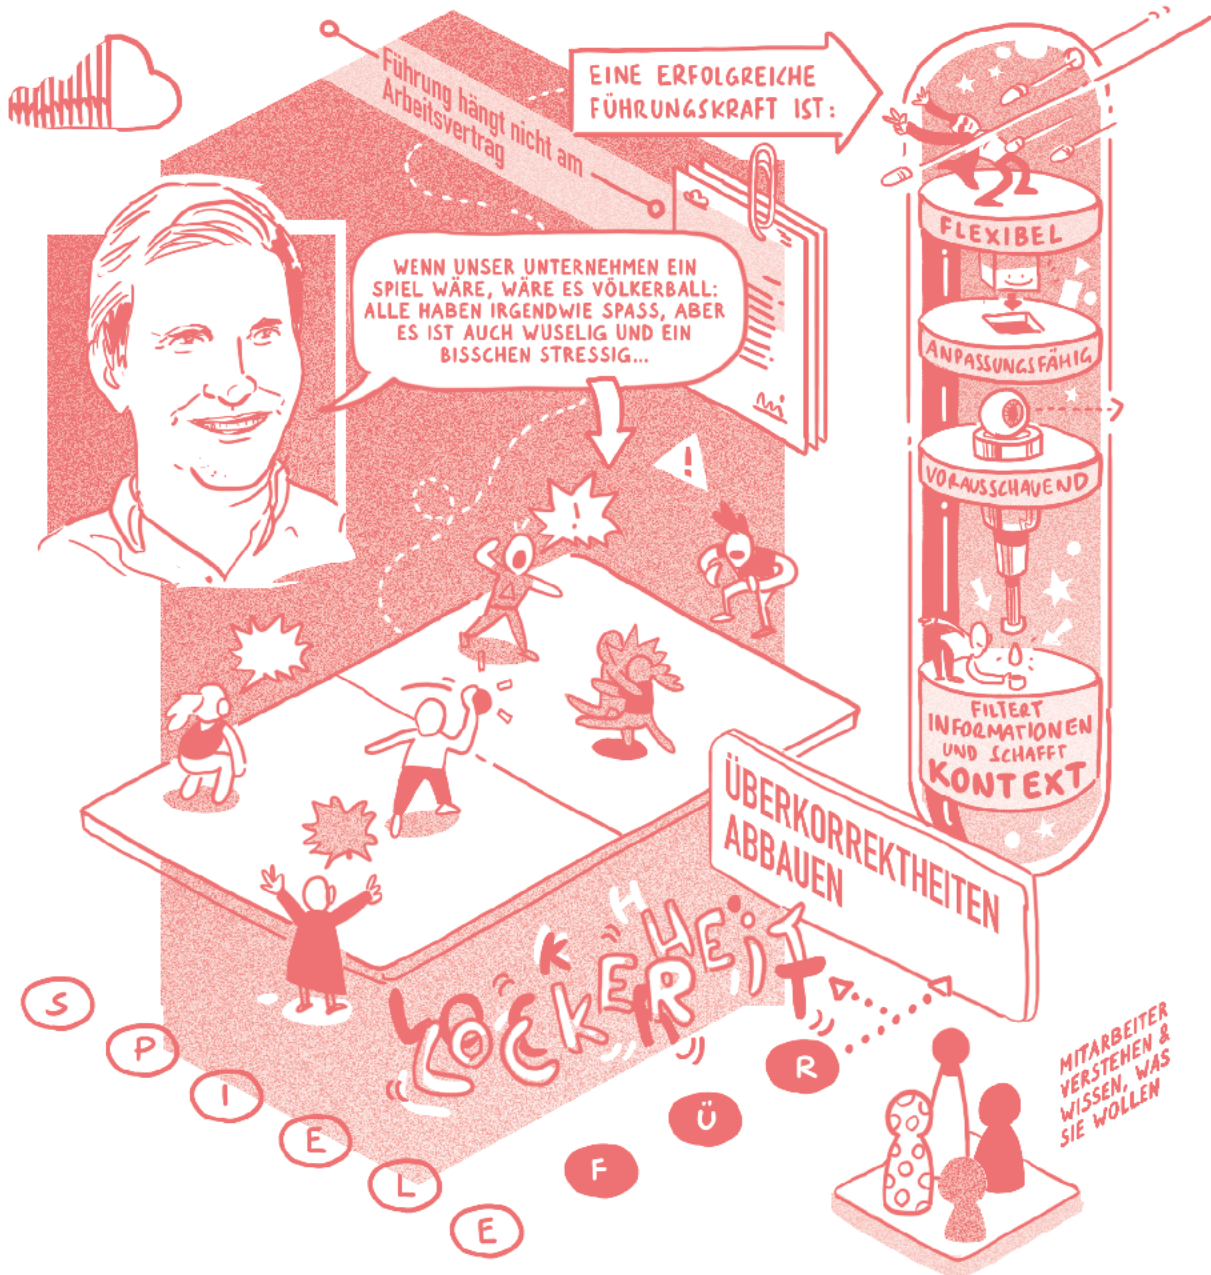 Führung hängt nicht am
Arbeitsvertrag
EINE ERFOLGREICHE
FÜHRUNGSKRAFT IST:
FLEXIBEL
ANPASSUNGSFÄHIG
VORAUSSCHAUEND
FILTERT
INFORMATIONEN
UND SCHAFFT
KONTEXT
WENN UNSER UNTERNEHMEN EIN
SPIEL WÄRE, WÄRE ES VÖLKERBALL:
ALLE HABEN IRGENDWIE SPASS, ABER
ES IST AUCH WUSELIG UND EIN
BISSCHEN STRESSIG...
!
!
ÜBERKORREKTHEITEN
ABBAUEN
LOCKERHEIT
SPIELE
FÜR
MITARBEITER
VERSTEHEN &
WISSEN, WAS
SIE WOLLEN